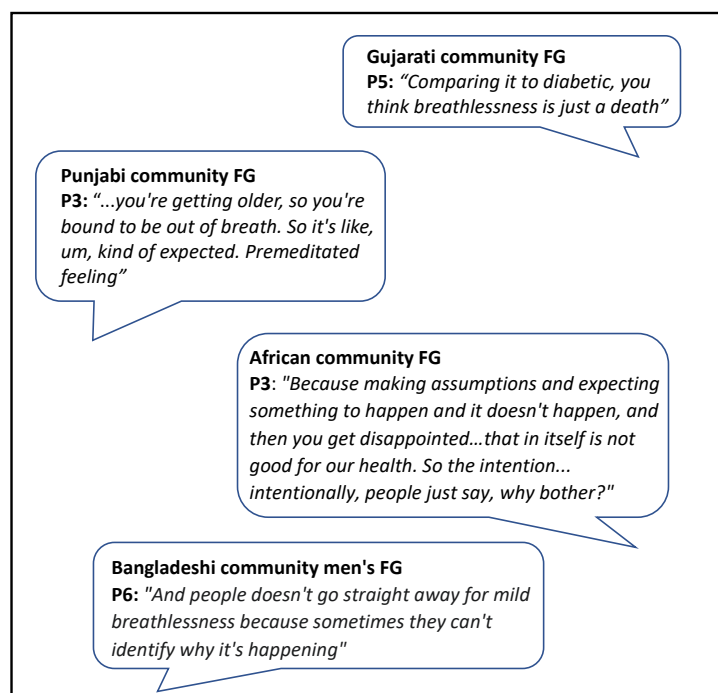 Gujarati community FG
P5: “Comparing it to diabetic, you
think breathlessness is just a death”
Punjabi community FG
P3: “...you're getting older, so you're
bound to be out of breath. So it's like,
um, kind of expected. Premeditated
feeling”
African community FG
P3: "Because making assumptions and expecting
something to happen and it doesn't happen, and
then you get disappointed…that in itself is not
good for our health. So the intention...
intentionally, people just say, why bother?"
Bangladeshi community men's FG
P6: "And people doesn't go straight away for mild
breathlessness because sometimes they can't
identify why it's happening"